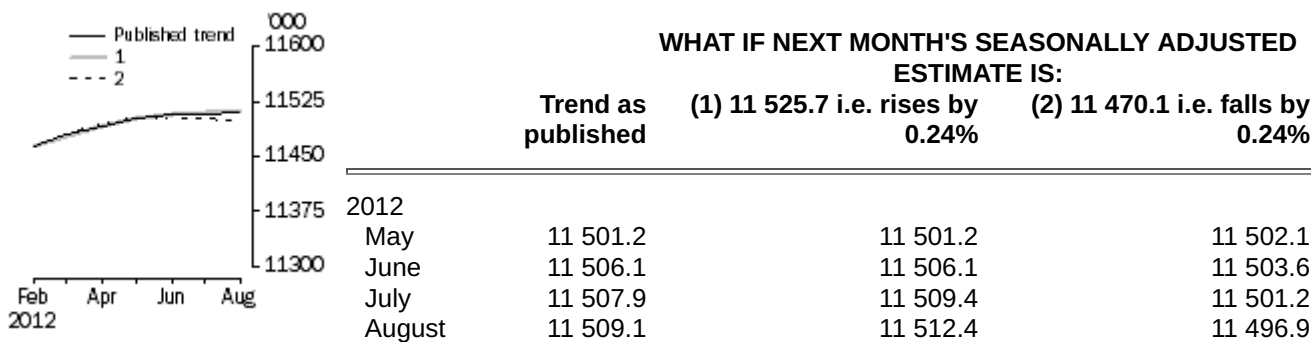 '000
Published trend
1
2
11600
11525
11450
11375
11300
Feb Apr Jun Aug
2012
WHAT IF NEXT MONTH'S SEASONALLY ADJUSTED
ESTIMATE IS:
Trend as (1) 11 525.7 i.e. rises by (2) 11 470.1 i.e. falls by
published 0.24% 0.24%
2012
May 11 501.2 11 501.2 11 502.1
June 11 506.1 11 506.1 11 503.6
July 11 507.9 11 509.4 11 501.2
August 11 509.1 11 512.4 11 496.9